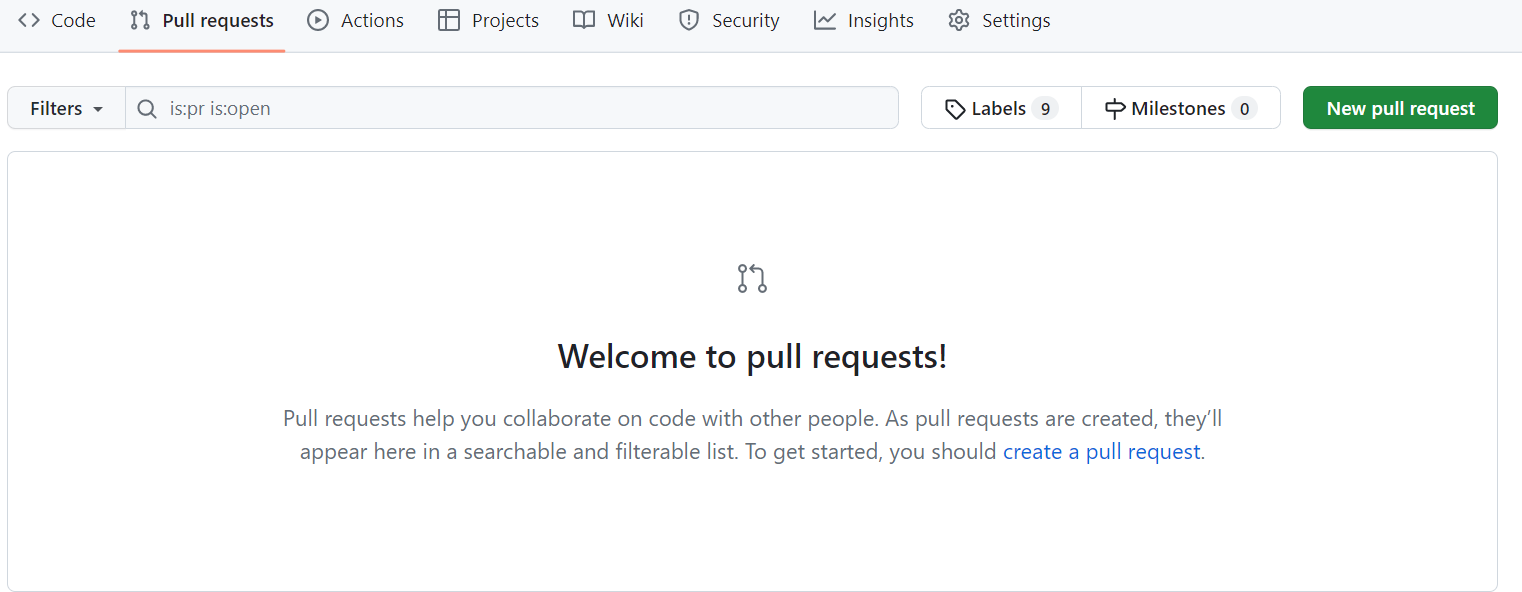 Code Pull requests Actions Projects Wiki Security Insights Settings
Filters is:pr is:open Labels 9 Milestones 0 New pull request
Welcome to pull requests!
Pull requests help you collaborate on code with other people. As pull requests are created, they’ll
appear here in a searchable and filterable list. To get started, you should create a pull request.